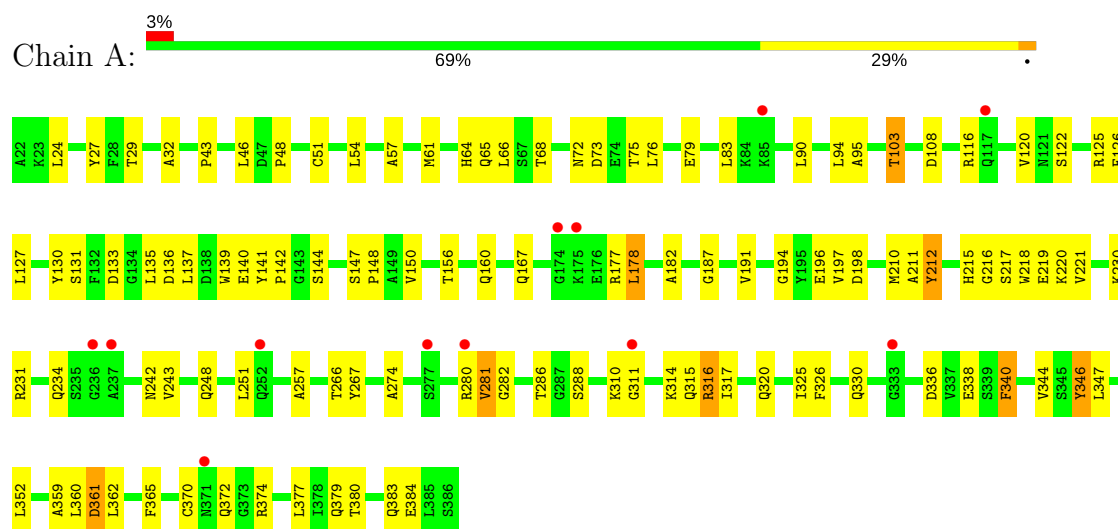 3%
Chain A:
69% 29% •
A22 K23 L24 Y27 F28 T29 A32 P43 L46 D47 P48 C51 L54 A57 M61 H64 Q65 L66 S67 T68 N72 D73 E74 T75 L76 E79 L83 K84 K85 L90 L94 A95 T103 D108 R116 Q117 V120 N121 S122 R125 E126
L127 Y130 S131 F132 D133 G134 L135 D136 L137 D138 W139 E140 Y141 P142 G143 S144 S147 P148 A149 V150 T156 Q160 Q167 G174 K175 E176 R177 L178 A182 G187 V191 G194 Y195 E196 V197 D198 M210 A211 Y212 H215 G216 S217 W218 E219 K220 V221 K230
R231 Q234 S235 G236 A237 N242 V243 Q248 L251 Q252 A257 T266 Y267 A274 S277 R280 V281 G282 T286 G287 S288 K310 G311 K314 Q315 R316 I317 Q320 I325 F326 Q330 G333 D336 V337 E338 S339 F340 V344 S345 Y346 L347
L352 A359 L360 D361 L362 F365 C370 N371 Q372 G373 R374 L377 I378 Q379 T380 Q383 E384 L385 S386